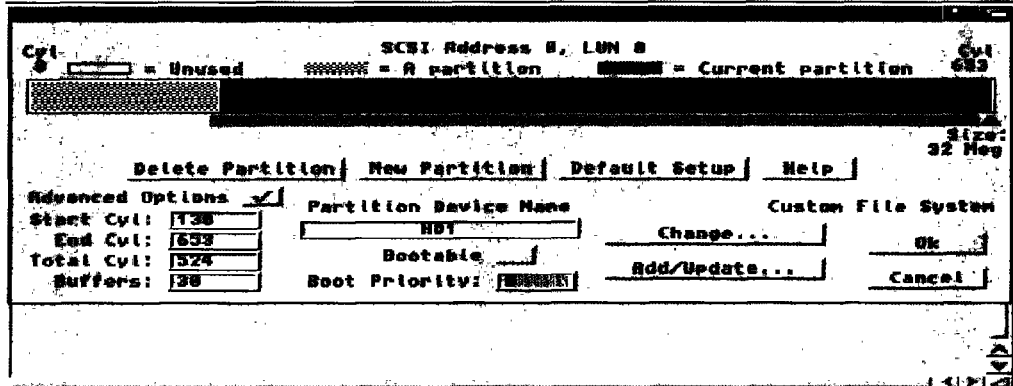 SCSI Address 0, LUN 0
Cyl Cyl
0 = Unused = A partition = Current partition 653
Size:
32 Meg
Delete Partition New Partition Default Setup Help
Advanced Options Partition Device Name Custom File System
Start Cyl: 130 HD1 Change... Ok
End Cyl: 653
Total Cyl: 524 Bootable Add/Update... Cancel
Buffers: 30 Boot Priority: